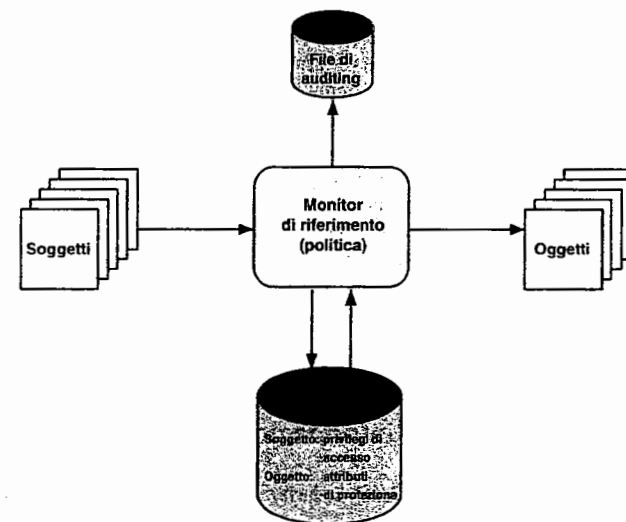 File di
auditing
Monitor
di riferimento
(politica)
Soggetti
Oggetti
Soggetto: privilegi di
accesso
Oggetto: attributi
di protezione